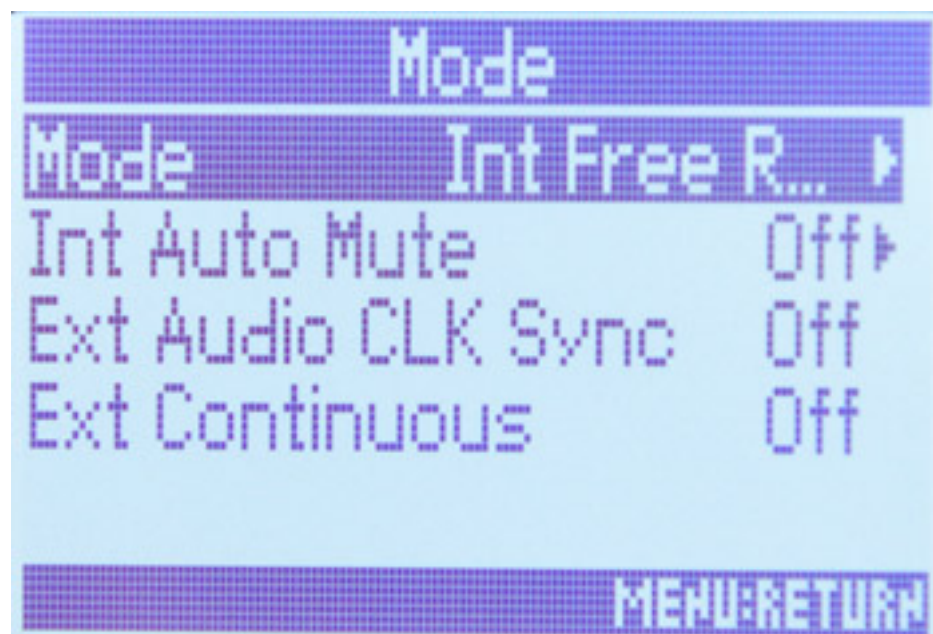 Mode
Mode Int Free R...
Int Auto Mute Off
Ext Audio CLK Sync Off
Ext Continuous Off
MENU:RETURN